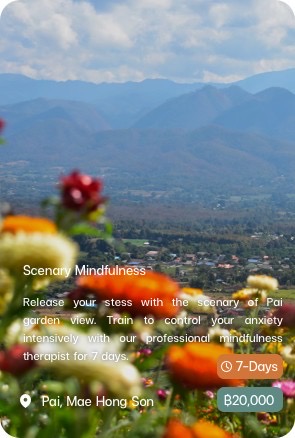 Scenary Mindfulness
Release your stess with the scenary of Pai
garden view. Train to control your anxiety
intensively with our professional mindfulness
therapist for 7 days.
7-Days
Pai, Mae Hong Son
฿20,000